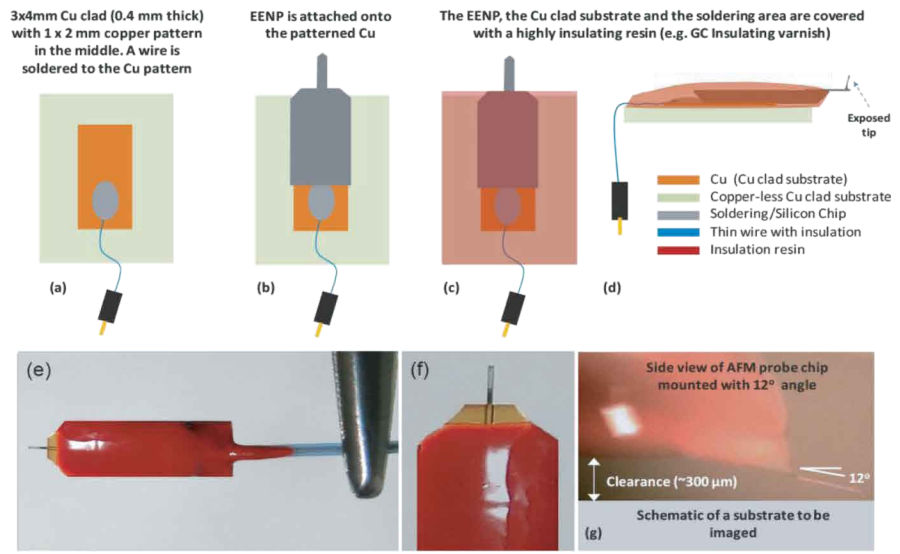 3x4mm Cu clad (0.4 mm thick)
with 1 x 2 mm copper pattern
in the middle. A wire is
soldered to the Cu pattern
EENP is attached onto
the patterned Cu
The EENP, the Cu clad substrate and the soldering area are covered
with a highly insulating resin (e.g. GC Insulating varnish)
Exposed
tip
Cu (Cu clad substrate)
Copper-less Cu clad substrate
Soldering/Silicon Chip
Thin wire with insulation
Insulation resin
(a)
(b)
(c)
(d)
(e)
(f)
Side view of AFM probe chip
mounted with 12° angle
12°
Clearance (~300 μm)
Schematic of a substrate to be
imaged
(g)